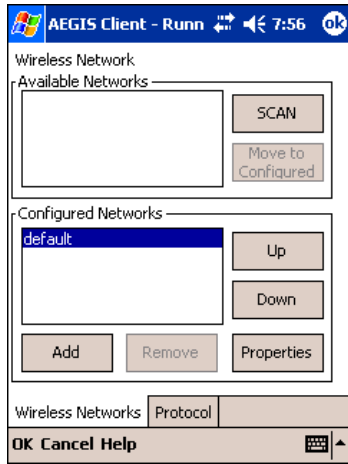 AEGIS Client - Runn 7:56 ok
Wireless Network
Available Networks
SCAN
Move to
Configured
Configured Networks
default
Up
Down
Add Remove Properties
Wireless Networks Protocol
OK Cancel Help